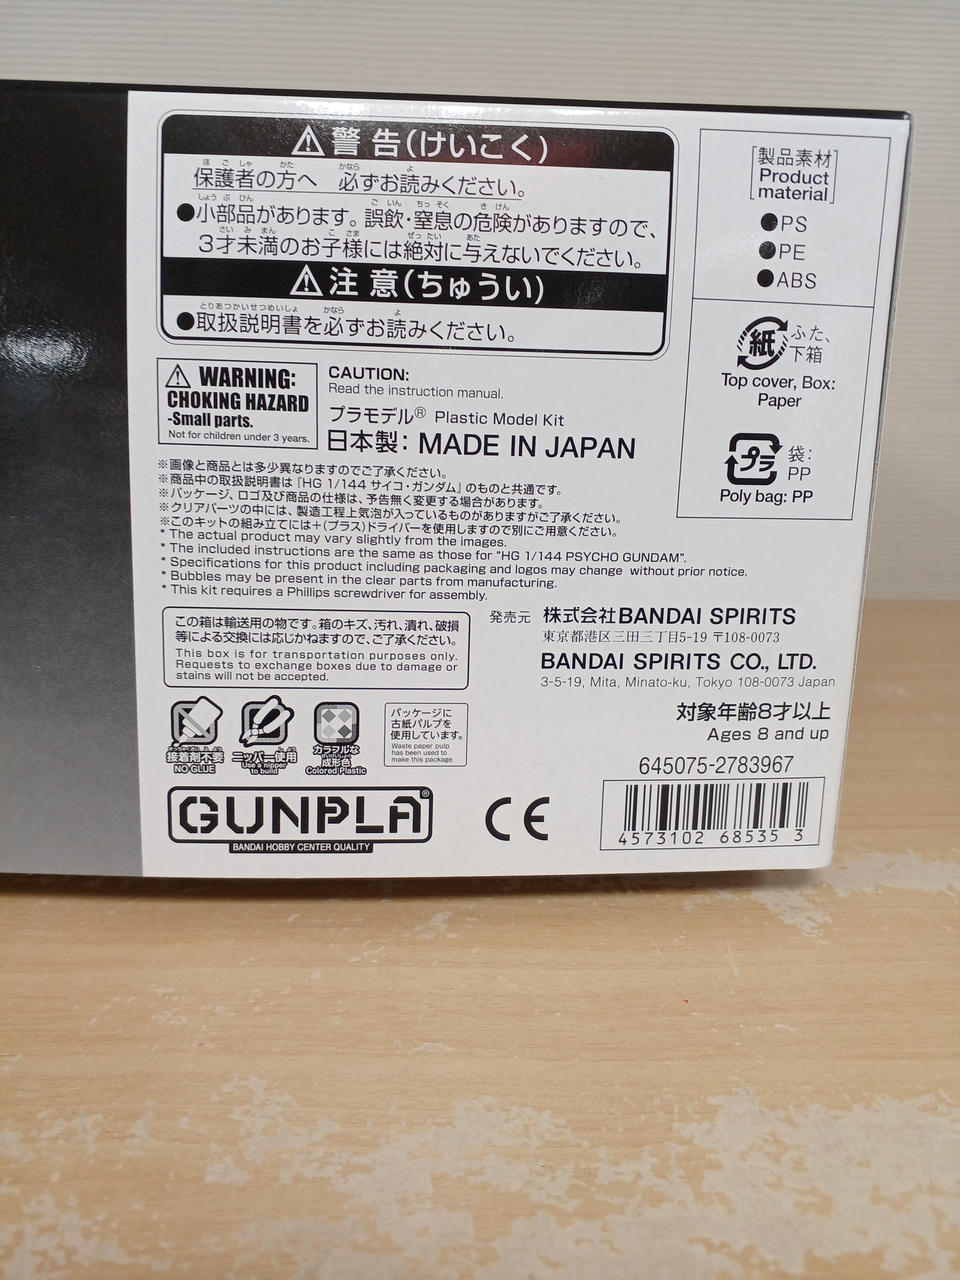 ⚠警告(けいこく)
保護者の方へ 必ずお読みください。
●小部品があります。誤飲・窒息の危険がありますので、
3才未満のお子様には絶対に与えないでください。
⚠注意(ちゅうい)
●取扱説明書を必ずお読みください。
[製品素材]
[Product material]
●PS
●PE
●ABS
紙
ふた、
下箱
Top cover, Box:
Paper
プラ
袋:
PP
Poly bag: PP
⚠ WARNING:
CHOKING HAZARD
-Small parts.
Not for children under 3 years.
CAUTION:
Read the instruction manual.
プラモデル® Plastic Model Kit
日本製: MADE IN JAPAN
※画像と商品とは多少異なりますのでご了承ください。
※商品中の取扱説明書は『HG 1/144 サイコ・ガンダム』のものと共通です。
※パッケージ、ロゴ及び商品の仕様は、予告無く変更する場合があります。
※クリアパーツの中には、製造工程上気泡が入っているものがありますがご了承ください。
※このキットの組み立てには+(プラス)ドライバーを使用しますので別にご用意ください。
* The actual product may vary slightly from the images.
* The included instructions are the same as those for "HG 1/144 PSYCHO GUNDAM".
* Specifications for this product including packaging and logos may change without prior notice.
* Bubbles may be present in the clear parts from manufacturing.
* This kit requires a Phillips screwdriver for assembly.
この箱は輸送用の物です。箱のキズ、汚れ、潰れ、破損
等による交換には応じかねますので、ご了承ください。
This box is for transportation purposes only.
Requests to exchange boxes due to damage or
stains will not be accepted.
発売元 株式会社BANDAI SPIRITS
東京都港区三田三丁目5-19 〒108-0073
BANDAI SPIRITS CO., LTD.
3-5-19, Mita, Minato-ku, Tokyo 108-0073 Japan
接着剤不要
NO GLUE
ニッパー使用
Use a nipper
to build
カラフルな
成形色
Colored Plastic
パッケージに
古紙パルプを
使用しています。
Waste paper pulp
has been used to
make this package.
対象年齢8才以上
Ages 8 and up
645075-2783967
GUNPLA®
BANDAI HOBBY CENTER QUALITY
CE
4573102 68535 3